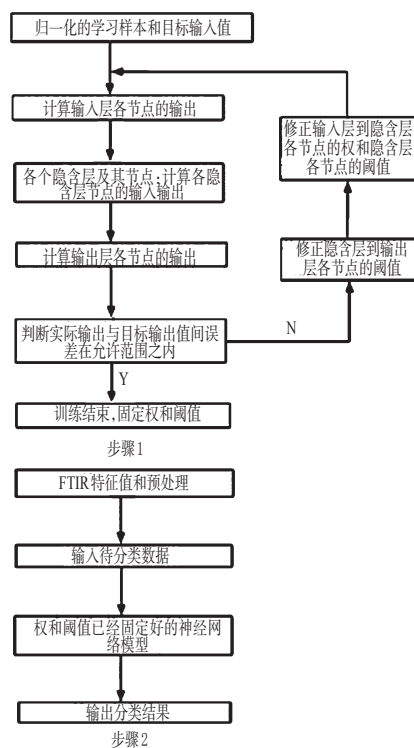 归一化的学习样本和目标输入值
计算输入层各节点的输出
各个隐含层及其节点:计算各隐
含层节点的输入输出
计算输出层各节点的输出
判断实际输出与目标输出值间误
差在允许范围之内
N
修正隐含层到输出
层各节点的阈值
修正输入层到隐含层
各节点的权和隐含层
各节点的阈值
Y
训练结束,固定权和阈值
步骤1
FTIR特征值和预处理
输入待分类数据
权和阈值已经固定好的神经网
络模型
输出分类结果
步骤2